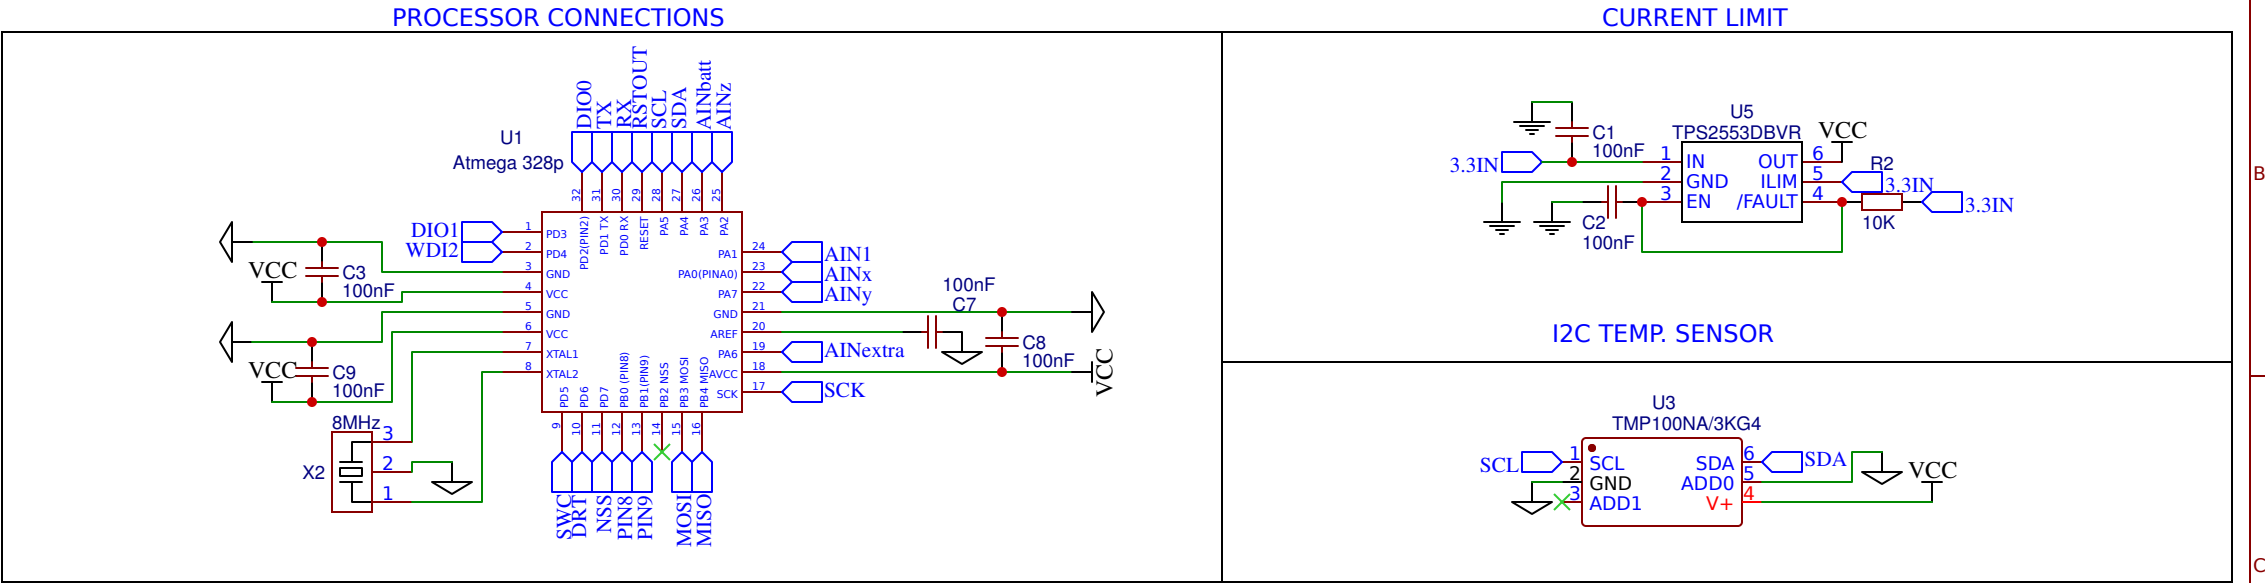 PROCESSOR CONNECTIONS
CURRENT LIMIT
DIO0
TX
RX
RSTOUT
SCL
SDA
AINbatt
AINz
U1
Atmega 328p
32
31
30
29
28
27
26
25
PD2(PIN2)
PD1 TX
PD0 RX
RESET
PA5
PA4
PA3
PA2
DIO1 1 PD3
WDI2 2 PD4
3 GND
4 VCC
5 GND
6 VCC
7 XTAL1
8 XTAL2
VCC
C3
100nF
VCC
C9
100nF
8MHz
X2
3
2
1
PA1 24 AIN1
PA0(PINA0) 23 AINx
PA7 22 AINy
GND 21
AREF 20
PA6 19 AINextra
AVCC 18
SCK 17 SCK
100nF
C7
C8
100nF
VCC
PD5
PD6
PD7
PB0 (PIN8)
PB1(PIN9)
PB2 NSS
PB3 MOSI
PB4 MISO
9
10
11
12
13
14
15
16
SWC
DRT
NSS
PIN8
PIN9
MOSI
MISO
U5
TPS2553DBVR
C1
100nF
3.3IN
VCC
1 IN
2 GND
3 EN
OUT 6
ILIM 5
/FAULT 4
R2
3.3IN
3.3IN
10K
C2
100nF
I2C TEMP. SENSOR
U3
TMP100NA/3KG4
SCL 1 SCL
2 GND
3 ADD1
SDA 6 SDA
ADD0 5
V+ 4
VCC
B
C